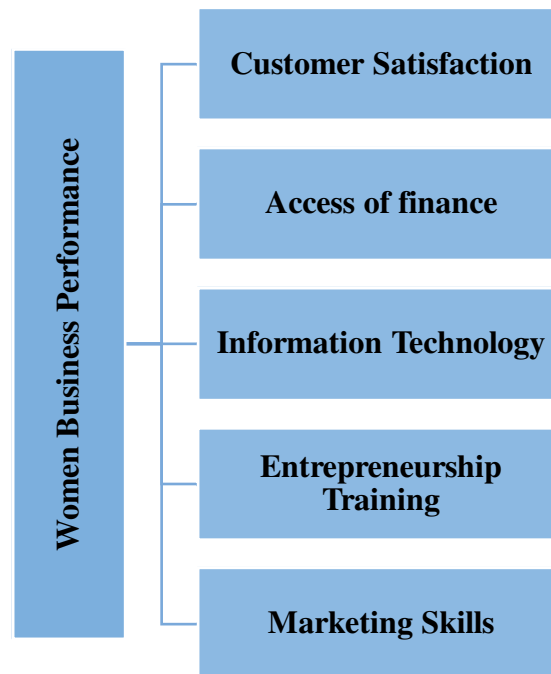 Women Business Performance
Customer Satisfaction
Access of finance
Information Technology
Entrepreneurship
Training
Marketing Skills